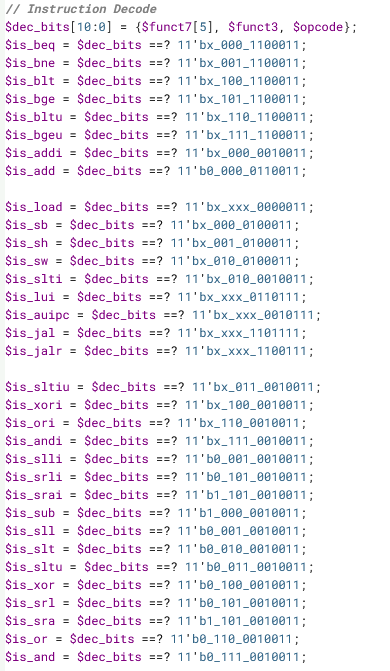 // Instruction Decode
$dec_bits[10:0] = {$funct7[5], $funct3, $opcode};
$is_beq = $dec_bits ==? 11'bx_000_1100011;
$is_bne = $dec_bits ==? 11'bx_001_1100011;
$is_blt = $dec_bits ==? 11'bx_100_1100011;
$is_bge = $dec_bits ==? 11'bx_101_1100011;
$is_bltu = $dec_bits ==? 11'bx_110_1100011;
$is_bgeu = $dec_bits ==? 11'bx_111_1100011;
$is_addi = $dec_bits ==? 11'bx_000_0010011;
$is_add = $dec_bits ==? 11'b0_000_0110011;
$is_load = $dec_bits ==? 11'bx_xxx_0000011;
$is_sb = $dec_bits ==? 11'bx_000_0100011;
$is_sh = $dec_bits ==? 11'bx_001_0100011;
$is_sw = $dec_bits ==? 11'bx_010_0100011;
$is_slti = $dec_bits ==? 11'bx_010_0010011;
$is_lui = $dec_bits ==? 11'bx_xxx_0110111;
$is_auipc = $dec_bits ==? 11'bx_xxx_0010111;
$is_jal = $dec_bits ==? 11'bx_xxx_1101111;
$is_jalr = $dec_bits ==? 11'bx_xxx_1100111;
$is_sltiu = $dec_bits ==? 11'bx_011_0010011;
$is_xori = $dec_bits ==? 11'bx_100_0010011;
$is_ori = $dec_bits ==? 11'bx_110_0010011;
$is_andi = $dec_bits ==? 11'bx_111_0010011;
$is_slli = $dec_bits ==? 11'b0_001_0010011;
$is_srli = $dec_bits ==? 11'b0_101_0010011;
$is_srai = $dec_bits ==? 11'b1_101_0010011;
$is_sub = $dec_bits ==? 11'b1_000_0010011;
$is_sll = $dec_bits ==? 11'b0_001_0010011;
$is_slt = $dec_bits ==? 11'b0_010_0010011;
$is_sltu = $dec_bits ==? 11'b0_011_0010011;
$is_xor = $dec_bits ==? 11'b0_100_0010011;
$is_srl = $dec_bits ==? 11'b0_101_0010011;
$is_sra = $dec_bits ==? 11'b1_101_0010011;
$is_or = $dec_bits ==? 11'b0_110_0010011;
$is_and = $dec_bits ==? 11'b0_111_0010011;